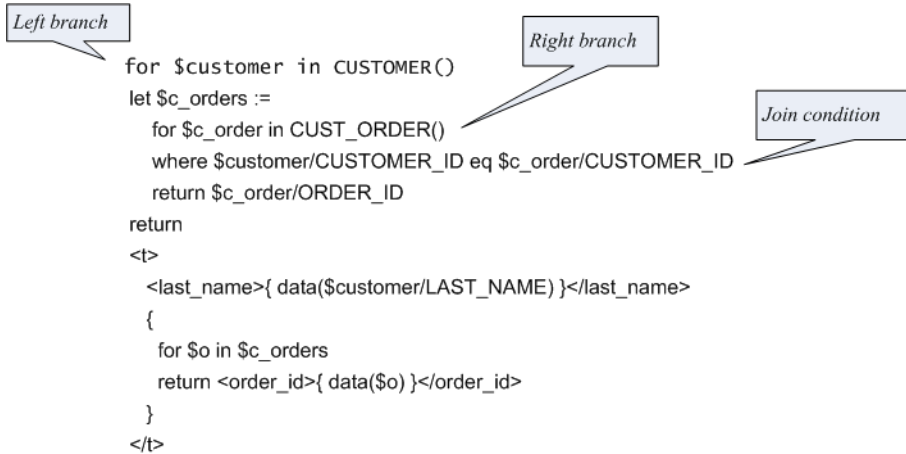 Left branch
Right branch
for $customer in CUSTOMER()
let $c_orders :=
Join condition
for $c_order in CUST_ORDER()
where $customer/CUSTOMER_ID eq $c_order/CUSTOMER_ID
return $c_order/ORDER_ID
return
<t>
<last_name>{ data($customer/LAST_NAME) }</last_name>
{
for $o in $c_orders
return <order_id>{ data($o) }</order_id>
}
</t>